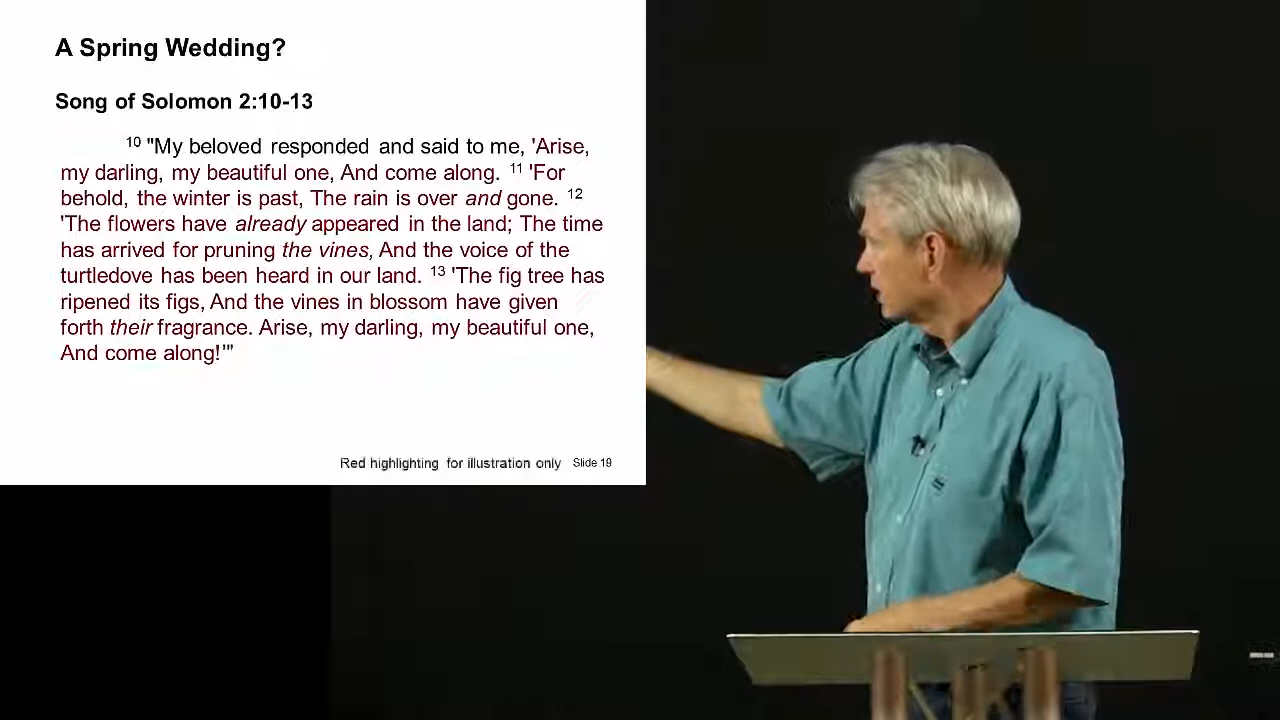 A Spring Wedding?
Song of Solomon 2:10-13
10 "My beloved responded and said to me, 'Arise,
my darling, my beautiful one, And come along. 11 'For
behold, the winter is past, The rain is over and gone. 12
'The flowers have already appeared in the land; The time
has arrived for pruning the vines, And the voice of the
turtledove has been heard in our land. 13 'The fig tree has
ripened its figs, And the vines in blossom have given
forth their fragrance. Arise, my darling, my beautiful one,
And come along!'"
Red highlighting for illustration only Slide 19